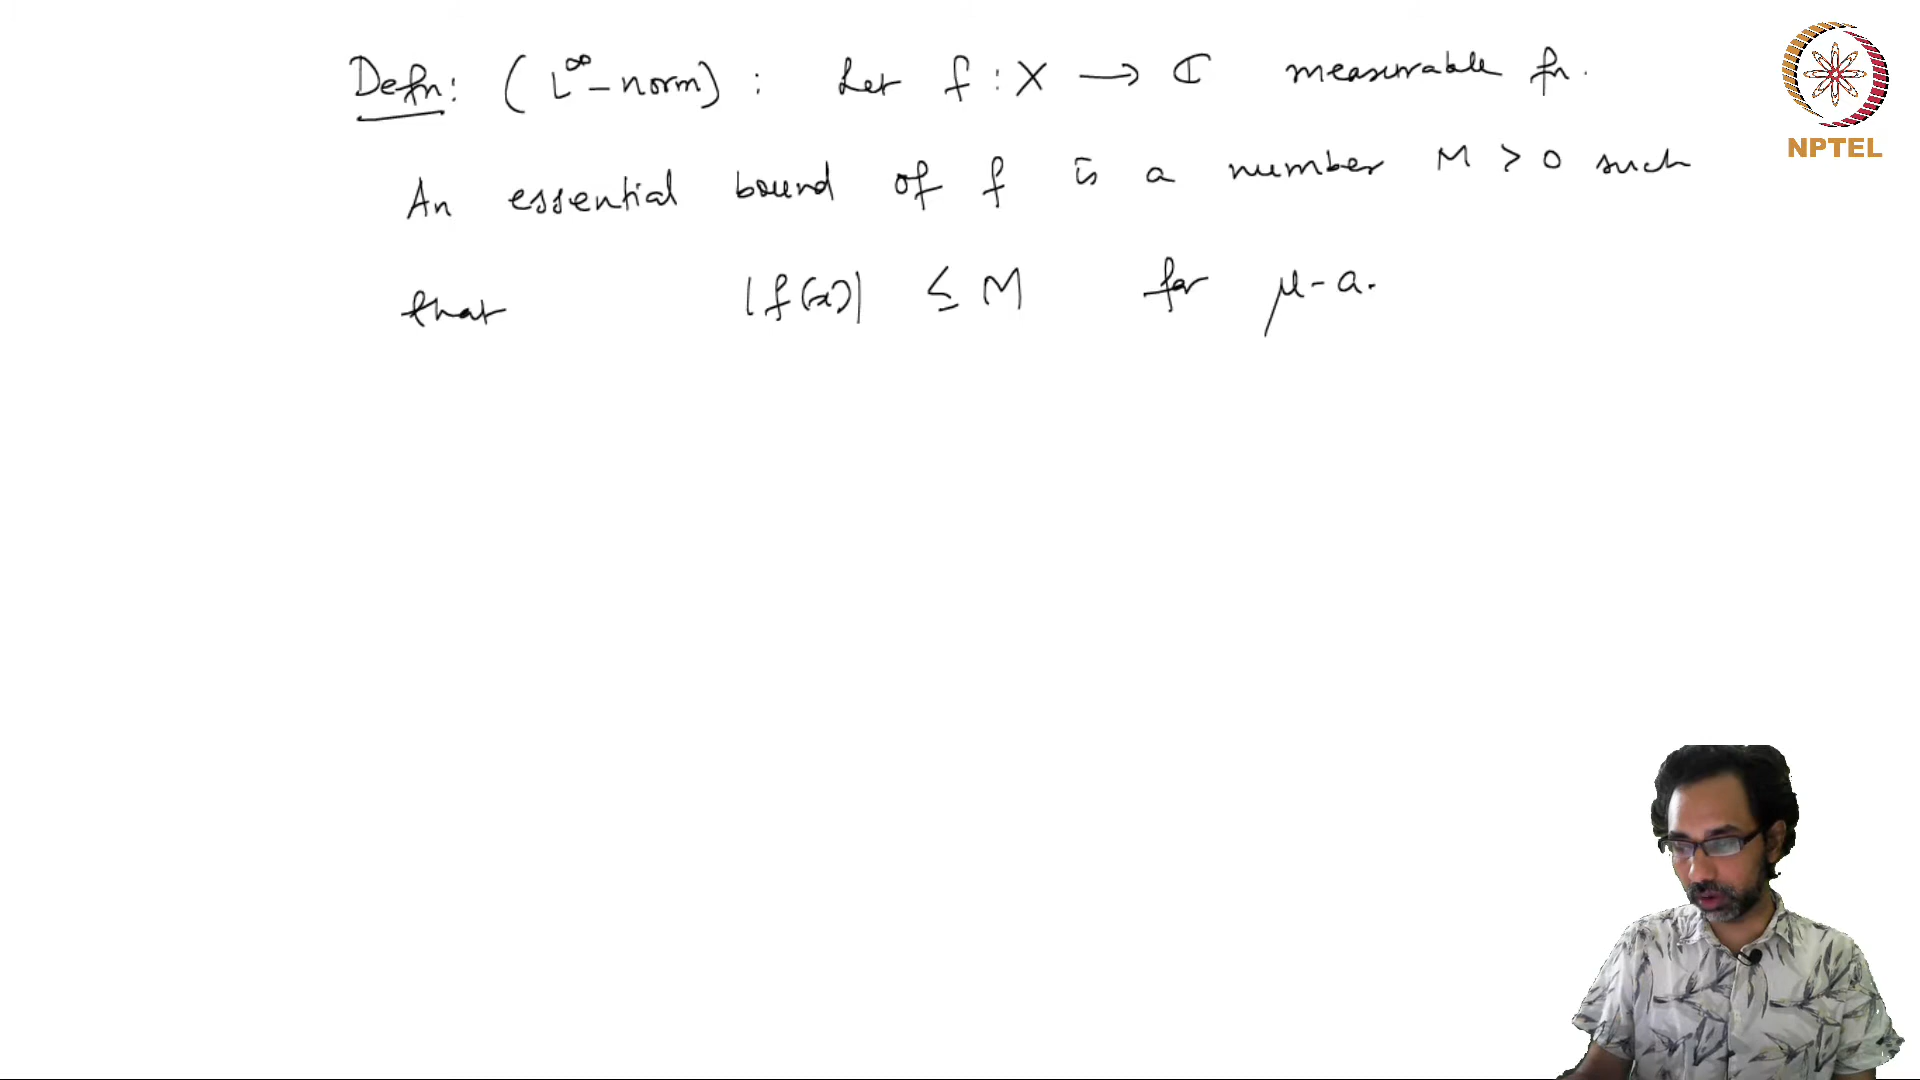 Defn: (L^∞-norm): Let f: X → ℂ measurable fn.
An essential bound of f is a number M > 0 such
that |f(x)| ≤ M for μ-a.
NPTEL